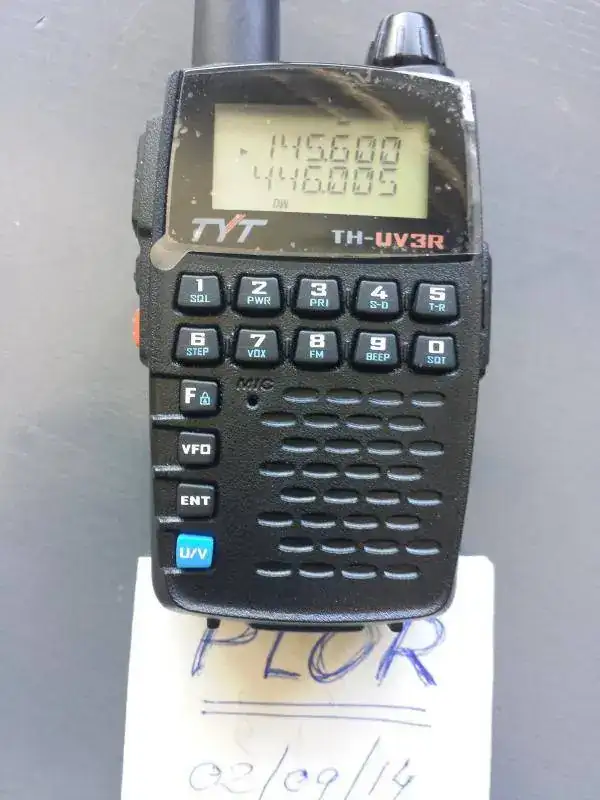 145.600
446.005
DW
TYT TH-UV3R
1 2 3 4 5
SQL PWR PRI S-D T-R
6 7 8 9 0
STEP VOX FM BEEP SQT
F MIC
VFO
ENT
U/V
PLOR
02/09/14